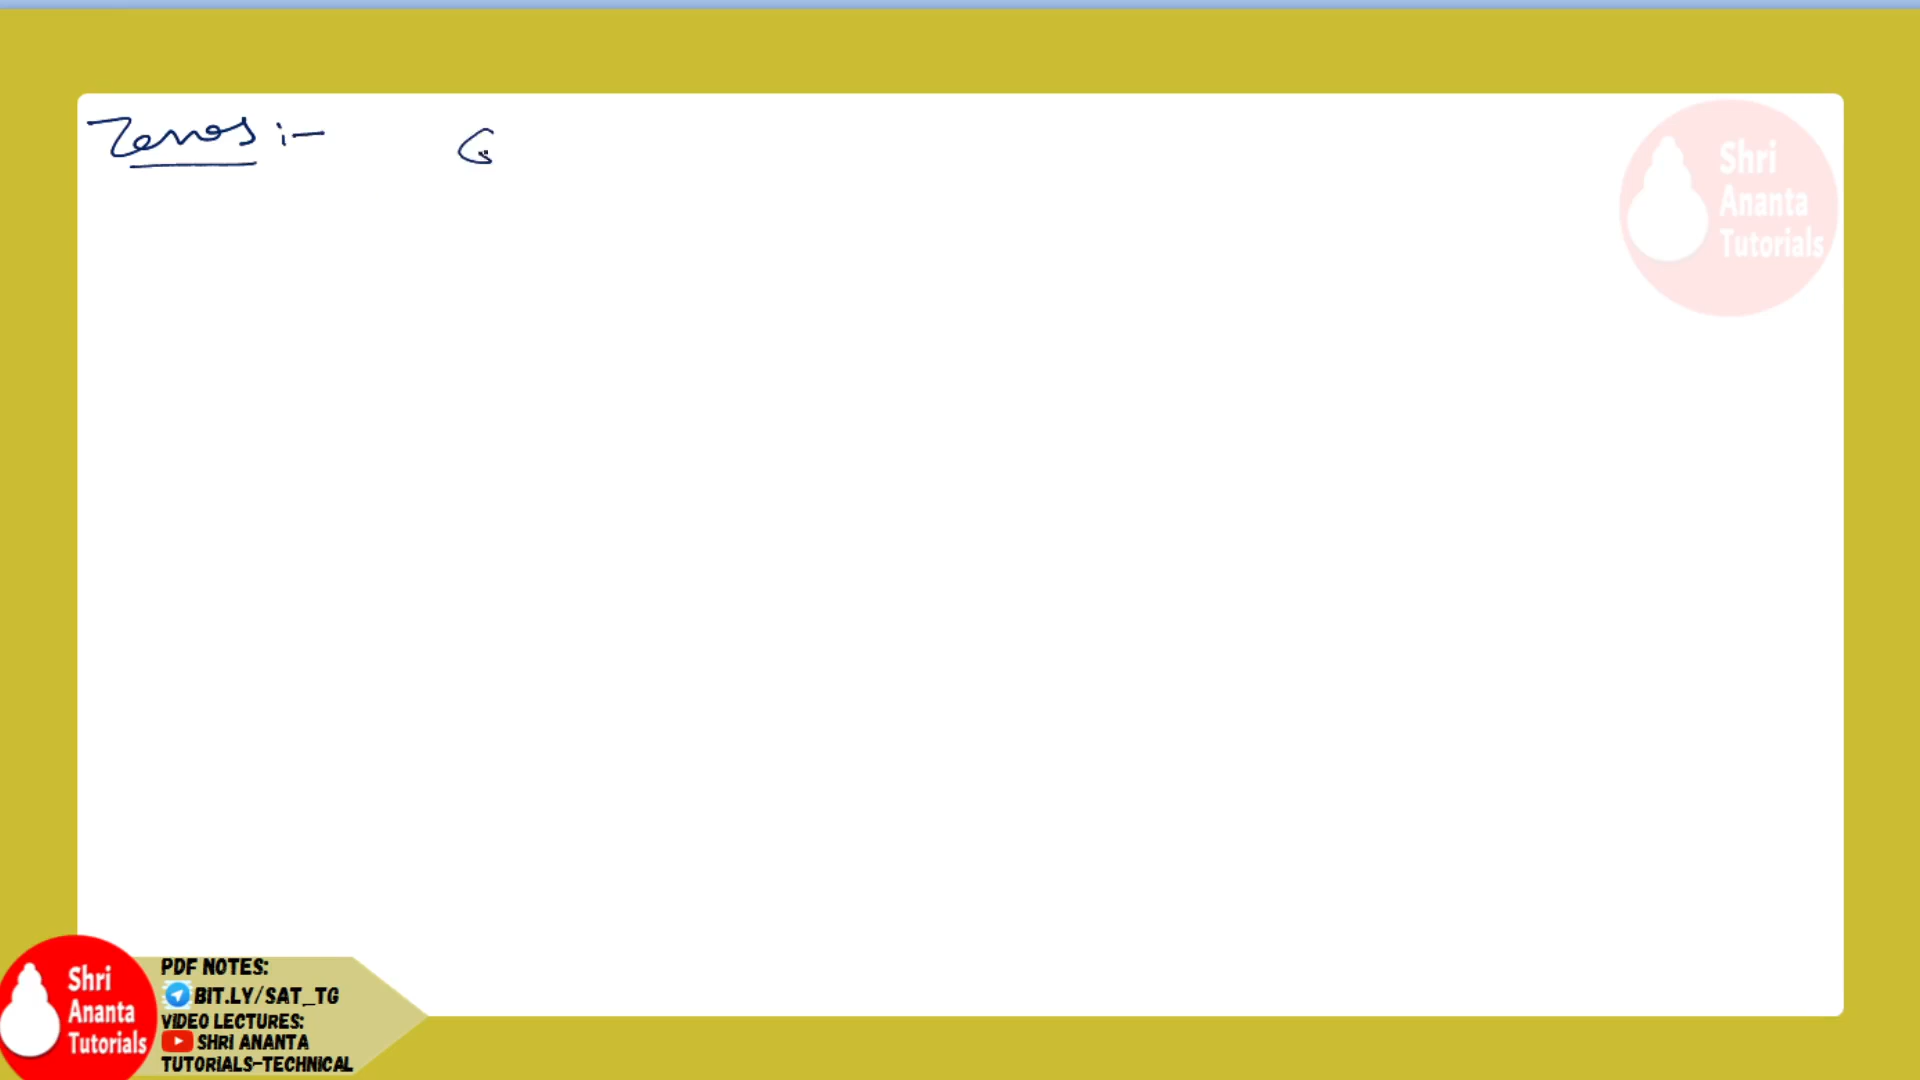 Zeros :-
G
Shri
Ananta
Tutorials
Shri
Ananta
Tutorials
PDF NOTES:
BIT.LY/SAT_TG
VIDEO LECTURES:
SHRI ANANTA
TUTORIALS-TECHNICAL